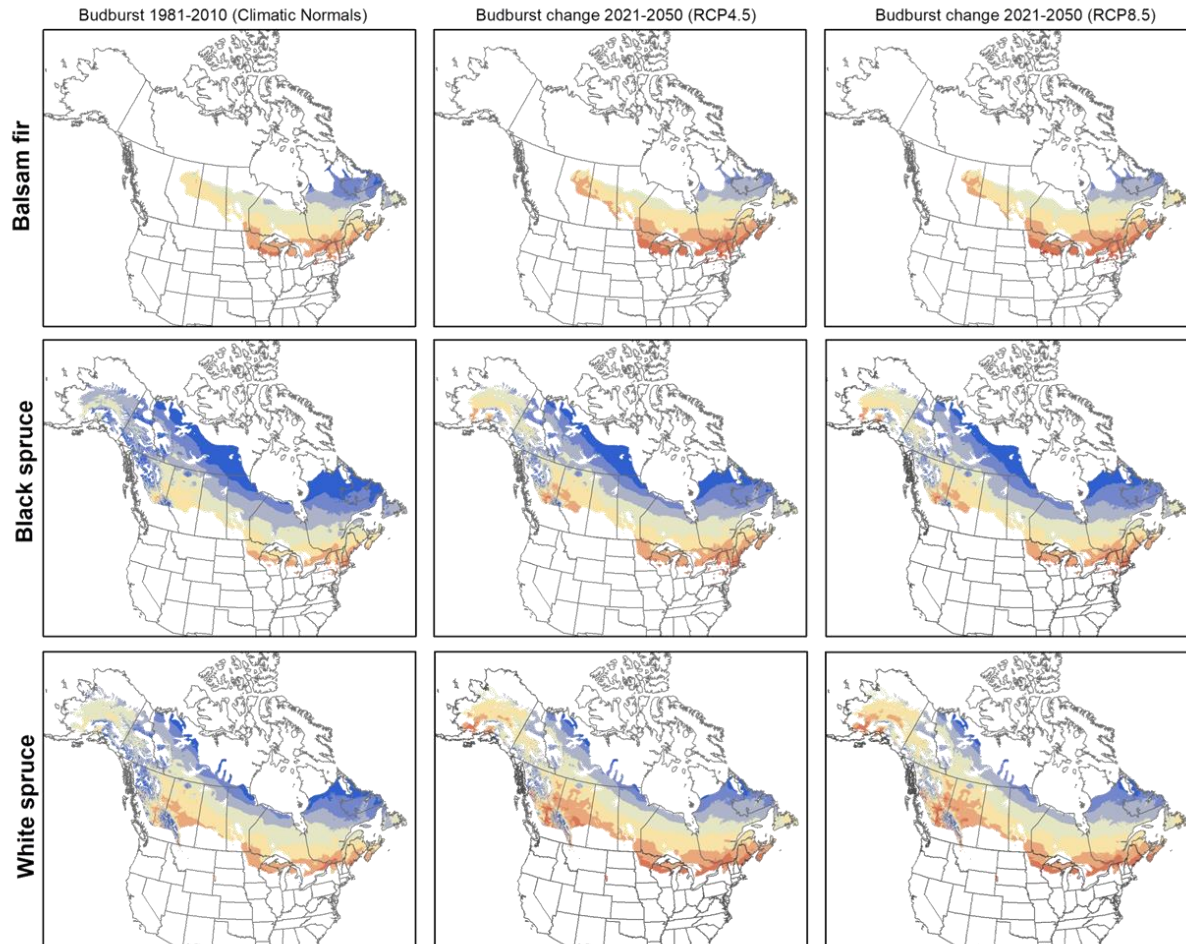 Budburst 1981-2010 (Climatic Normals)
Budburst change 2021-2050 (RCP4.5)
Budburst change 2021-2050 (RCP8.5)
Balsam fir
Black spruce
White spruce